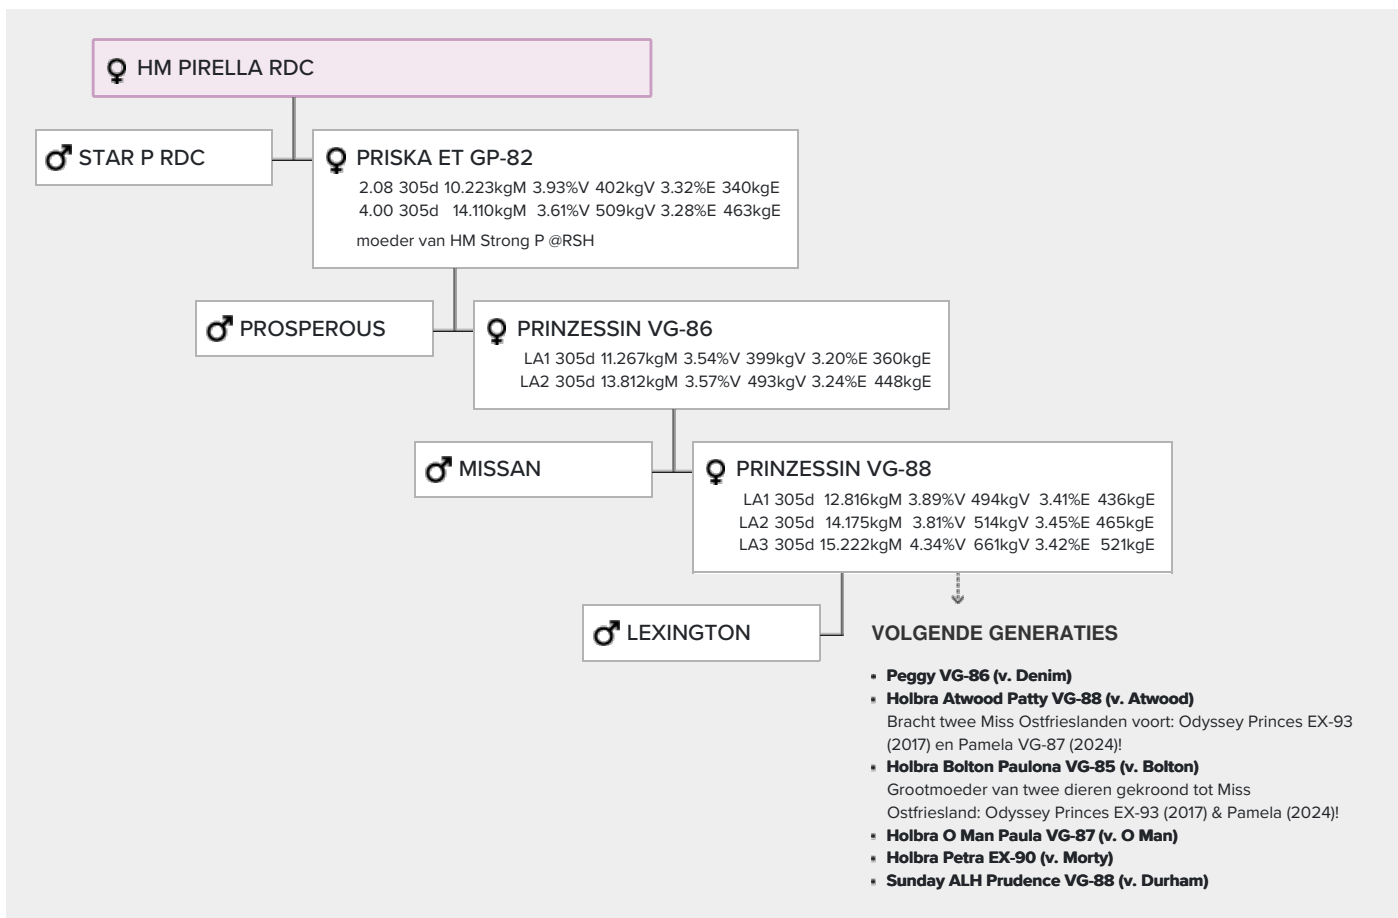 HM PIRELLA RDC
STAR P RDC
PRISKA ET GP-82
2.08 305d 10.223kgM 3.93%V 402kgV 3.32%E 340kgE
4.00 305d 14.110kgM 3.61%V 509kgV 3.28%E 463kgE
moeder van HM Strong P @RSH
PROSPEROUS
PRINZESSIN VG-86
LA1 305d 11.267kgM 3.54%V 399kgV 3.20%E 360kgE
LA2 305d 13.812kgM 3.57%V 493kgV 3.24%E 448kgE
MISSAN
PRINZESSIN VG-88
LA1 305d 12.816kgM 3.89%V 494kgV 3.41%E 436kgE
LA2 305d 14.175kgM 3.81%V 514kgV 3.45%E 465kgE
LA3 305d 15.222kgM 4.34%V 661kgV 3.42%E 521kgE
LEXINGTON
VOLGENDE GENERATIES
▪ Peggy VG-86 (v. Denim)
▪ Holbra Atwood Patty VG-88 (v. Atwood)
Bracht twee Miss Ostfrieslanden voort: Odyssey Princes EX-93
(2017) en Pamela VG-87 (2024)!
▪ Holbra Bolton Paulona VG-85 (v. Bolton)
Grootmoeder van twee dieren gekroond tot Miss
Ostfriesland: Odyssey Princes EX-93 (2017) & Pamela (2024)!
▪ Holbra O Man Paula VG-87 (v. O Man)
▪ Holbra Petra EX-90 (v. Morty)
▪ Sunday ALH Prudence VG-88 (v. Durham)